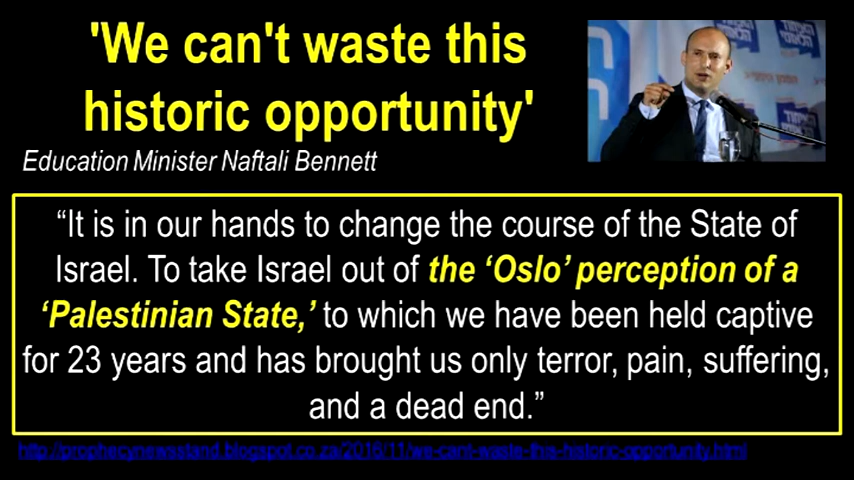 'We can't waste this
historic opportunity'
Education Minister Naftali Bennett
“It is in our hands to change the course of the State of
Israel. To take Israel out of the ‘Oslo’ perception of a
‘Palestinian State,’ to which we have been held captive
for 23 years and has brought us only terror, pain, suffering,
and a dead end.”
http://prophecynewsstand.blogspot.co.za/2016/11/we-cant-waste-this-historic-opportunity.html